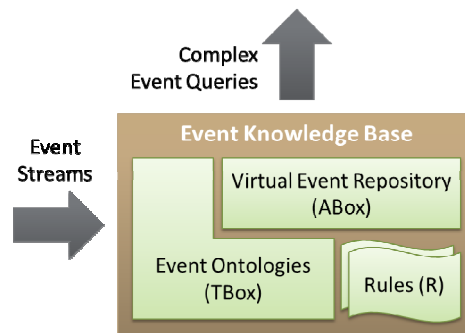 Complex
Event Queries
Event
Streams
Event Knowledge Base
Virtual Event Repository
(ABox)
Event Ontologies
(TBox)
Rules (R)